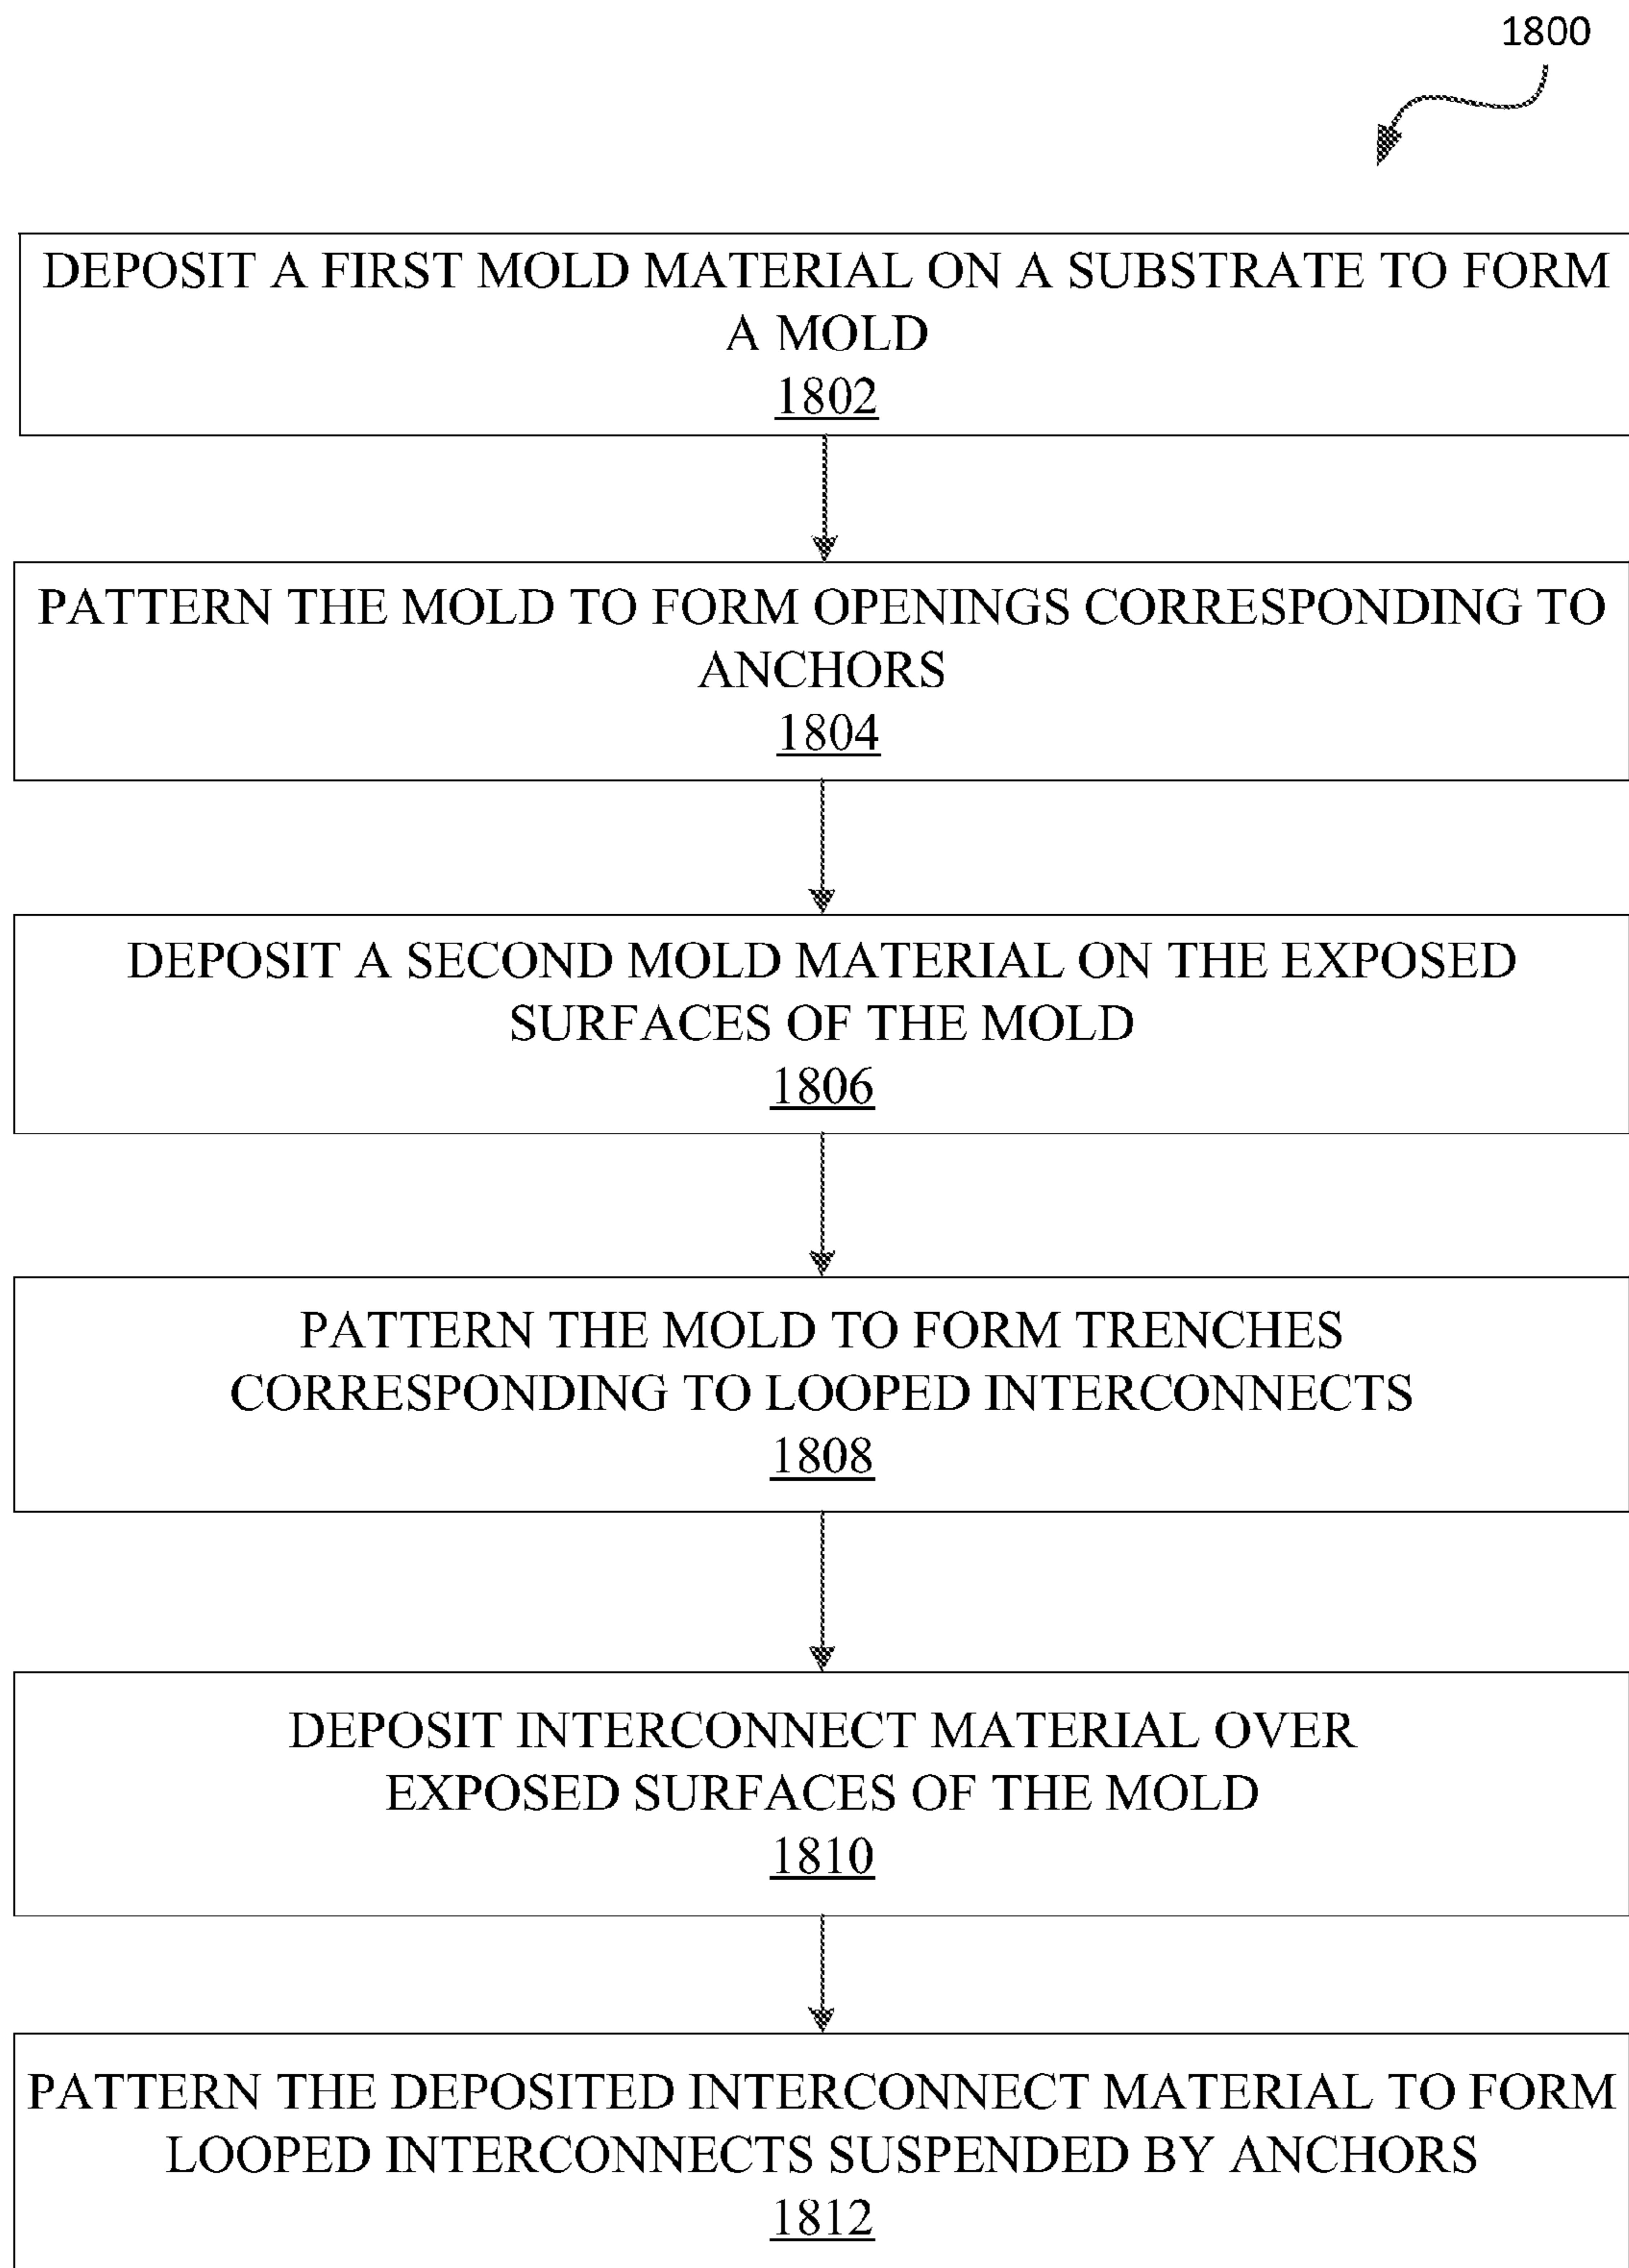 1800
DEPOSIT A FIRST MOLD MATERIAL ON A SUBSTRATE TO FORM
A MOLD
1802
PATTERN THE MOLD TO FORM OPENINGS CORRESPONDING TO
ANCHORS
1804
DEPOSIT A SECOND MOLD MATERIAL ON THE EXPOSED
SURFACES OF THE MOLD
1806
PATTERN THE MOLD TO FORM TRENCHES
CORRESPONDING TO LOOPED INTERCONNECTS
1808
DEPOSIT INTERCONNECT MATERIAL OVER
EXPOSED SURFACES OF THE MOLD
1810
PATTERN THE DEPOSITED INTERCONNECT MATERIAL TO FORM
LOOPED INTERCONNECTS SUSPENDED BY ANCHORS
1812